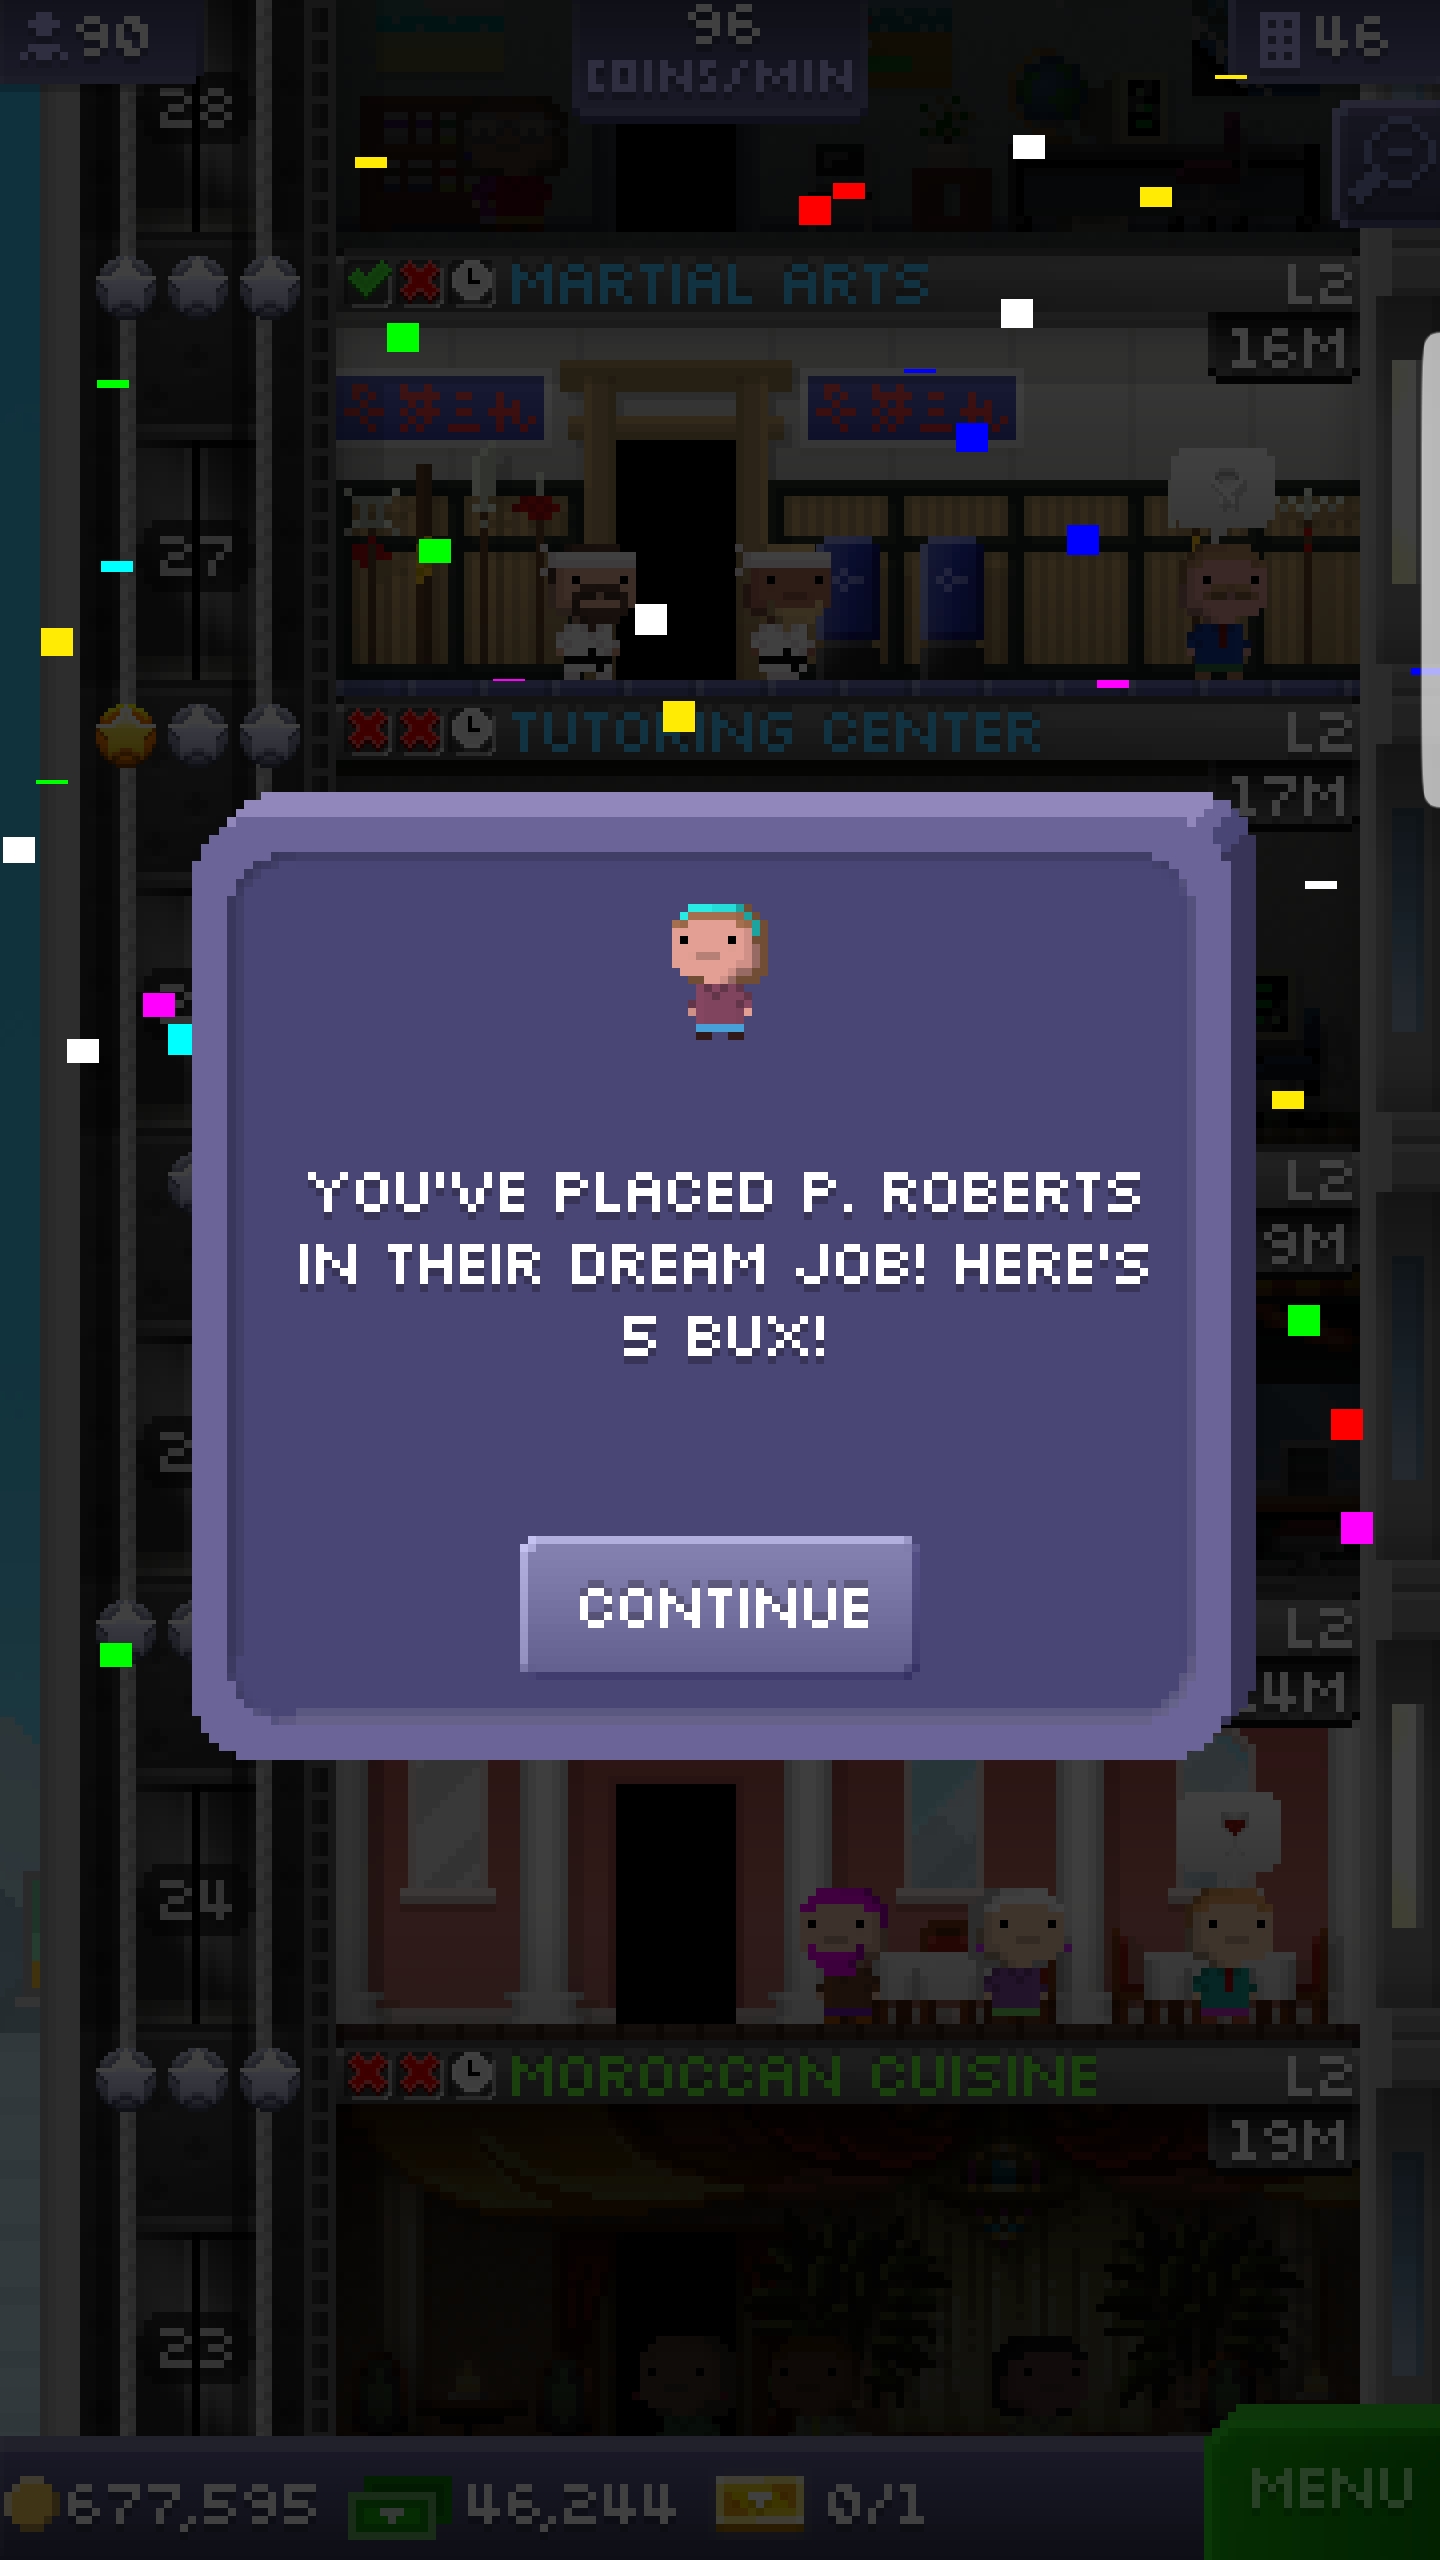 90
96
COINS/MIN
46
28
MARTIAL ARTS
L2
16M
27
TUTORING CENTER
L2
17M
YOU'VE PLACED P. ROBERTS
IN THEIR DREAM JOB! HERE'S
5 BUX!
CONTINUE
L2
9M
L2
24
MOROCCAN CUISINE
L2
19M
23
677,595
46,244
0/1
MENU